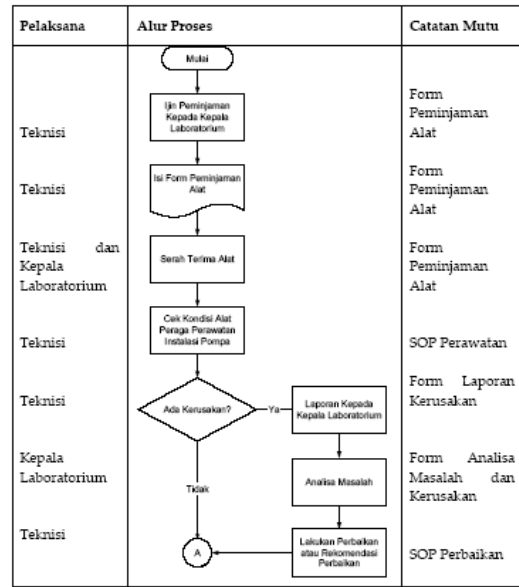 Pelaksana
Alur Proses
Catatan Mutu
Mulai
Teknisi
Ijin Peminjaman
Kepada Kepala
Laboratorium
Form
Peminjaman
Alat
Teknisi
Isi Form Peminjaman
Alat
Form
Peminjaman
Alat
Teknisi dan
Kepala
Laboratorium
Serah Terima Alat
Form
Peminjaman
Alat
Teknisi
Cek Kondisi Alat
Peraga Perawatan
Instalasi Pompa
SOP Perawatan
Teknisi
Ada Kerusakan?
Ya
Laporan Kepada
Kepala Laboratorium
Form Laporan
Kerusakan
Kepala
Laboratorium
Tidak
Analisa Masalah
Form Analisa
Masalah dan
Kerusakan
Teknisi
A
Lakukan Perbaikan
atau Rekomendasi
Perbaikan
SOP Perbaikan